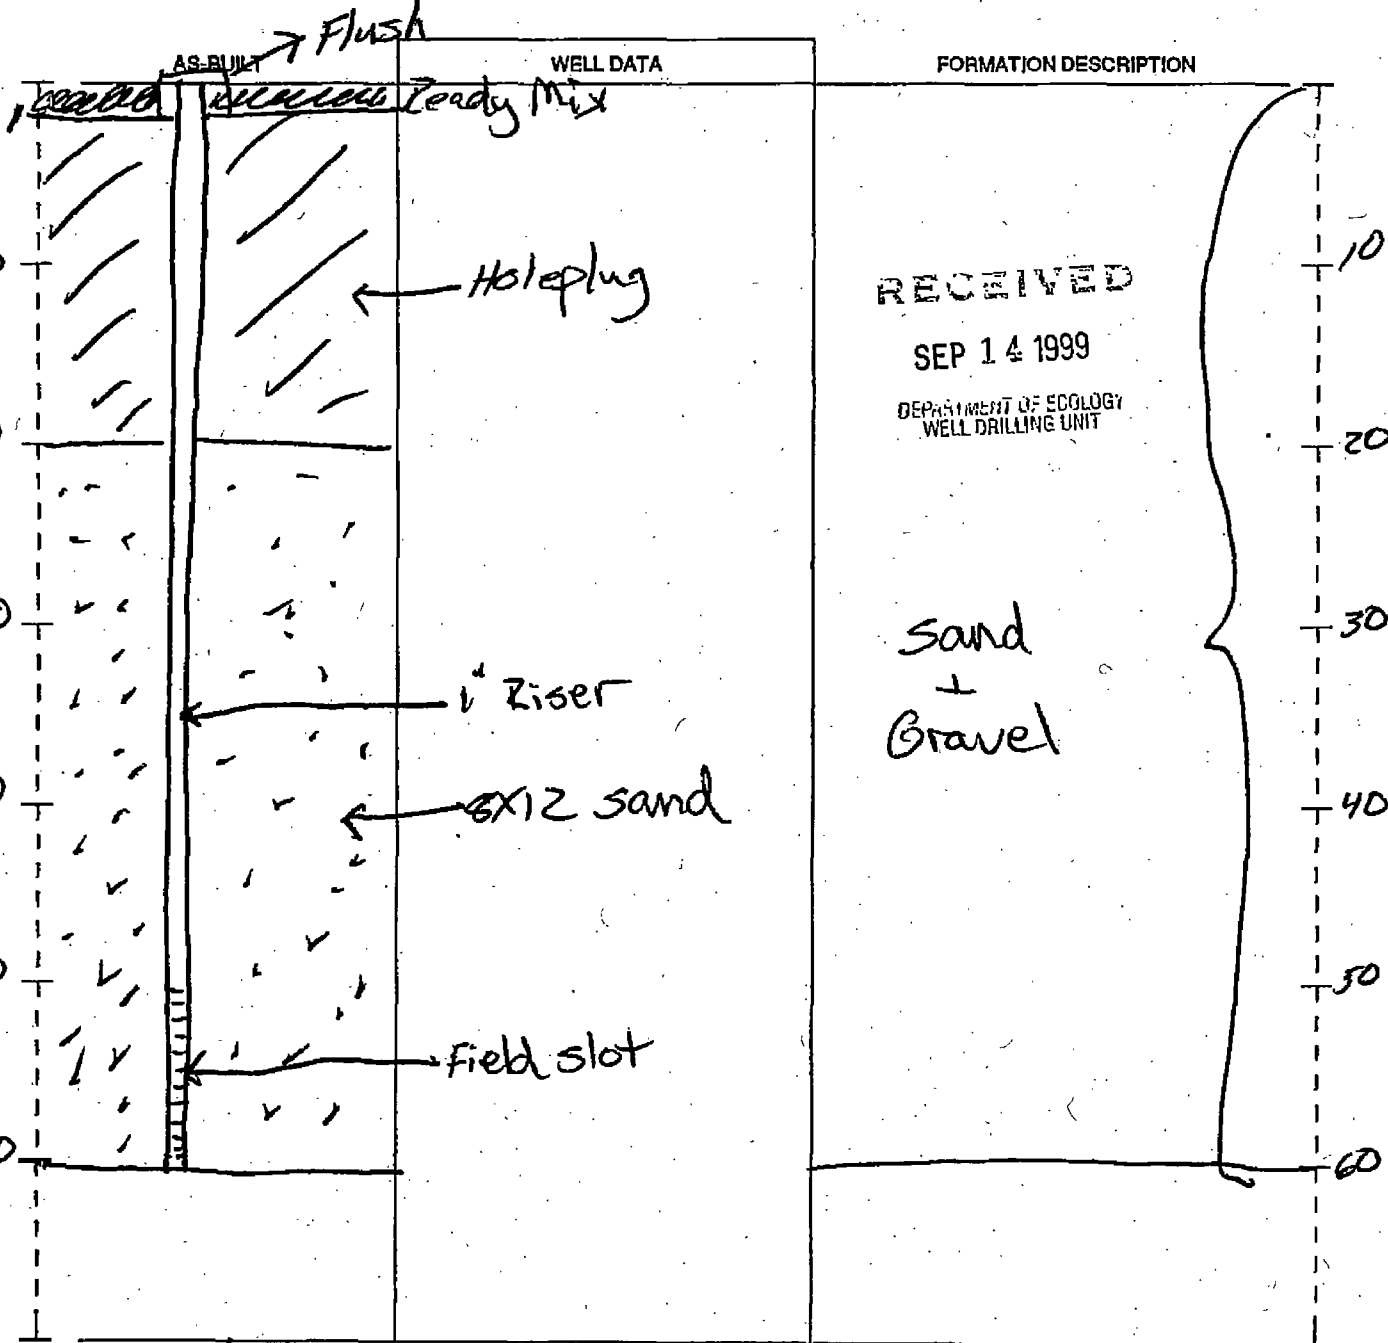 Flush
AS-BUILT
WELL DATA
FORMATION DESCRIPTION
Ready Mix
10
Holeplug
RECEIVED
SEP 14 1999
DEPARTMENT OF ECOLOGY
WELL DRILLING UNIT
20
30
Sand
+
Gravel
1" Riser
8X12 sand
40
50
Field slot
60